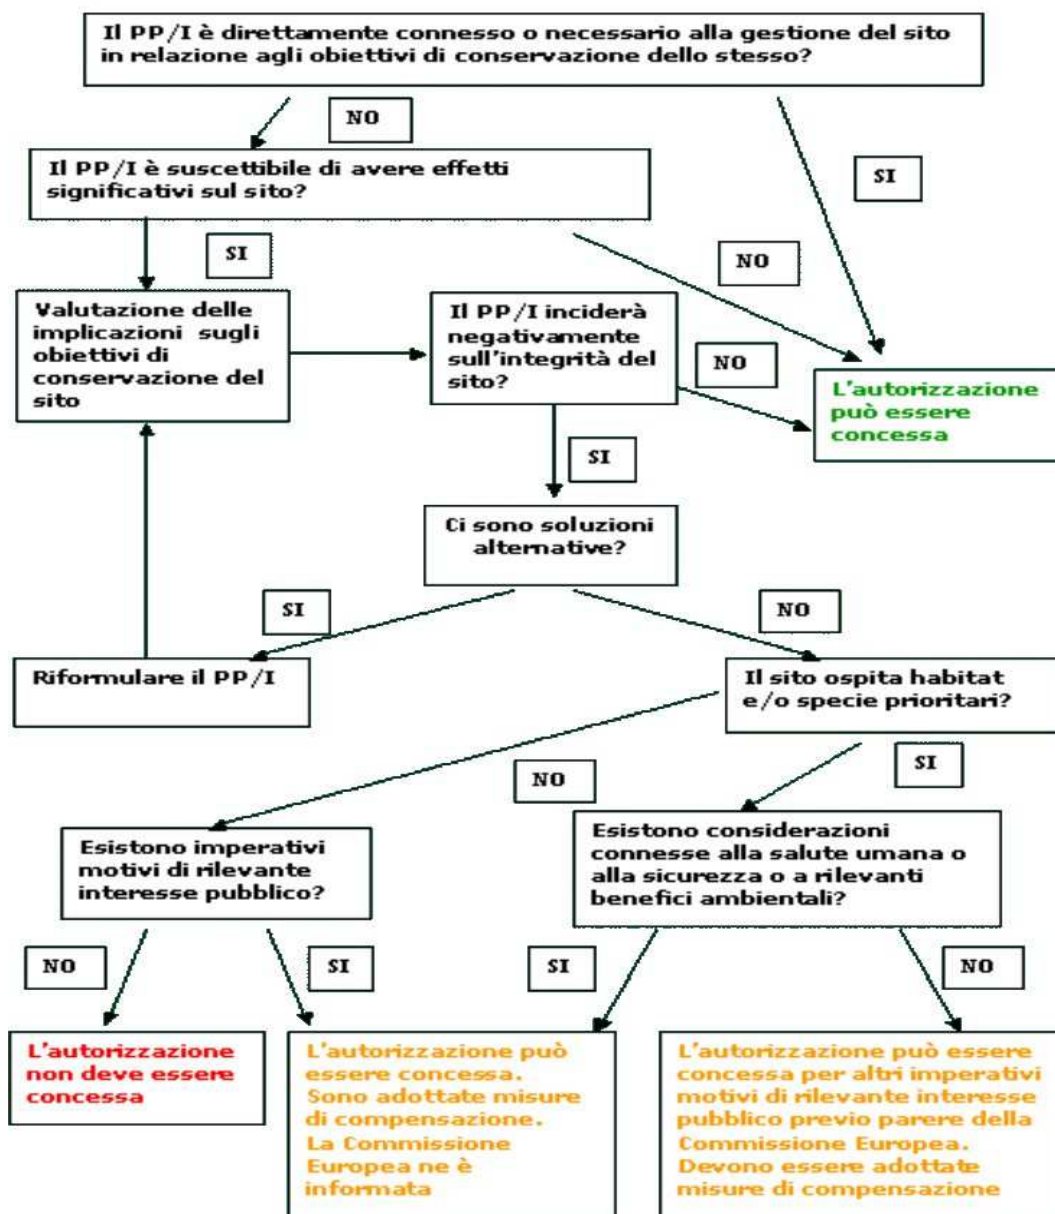 Il PP/I è direttamente connesso o necessario alla gestione del sito
in relazione agli obiettivi di conservazione dello stesso?
NO
SI
Il PP/I è suscettibile di avere effetti
significativi sul sito?
SI
NO
Valutazione delle
implicazioni sugli
obiettivi di
conservazione del
sito
Il PP/I inciderà
negativamente
sull'integrità del
sito?
NO
L'autorizzazione
può essere
concessa
SI
Ci sono soluzioni
alternative?
SI
NO
Riformulare il PP/I
Il sito ospita habitat
e/o specie prioritari?
NO
SI
Esistono imperativi
motivi di rilevante
interesse pubblico?
Esistono considerazioni
connesse alla salute umana o
alla sicurezza o a rilevanti
benefici ambientali?
NO
SI
SI
NO
L'autorizzazione
non deve essere
concessa
L'autorizzazione può
essere concessa.
Sono adottate misure
di compensazione.
La Commissione
Europea ne è
informata
L'autorizzazione può essere
concessa per altri imperativi
motivi di rilevante interesse
pubblico previo parere della
Commissione Europea.
Devono essere adottate
misure di compensazione